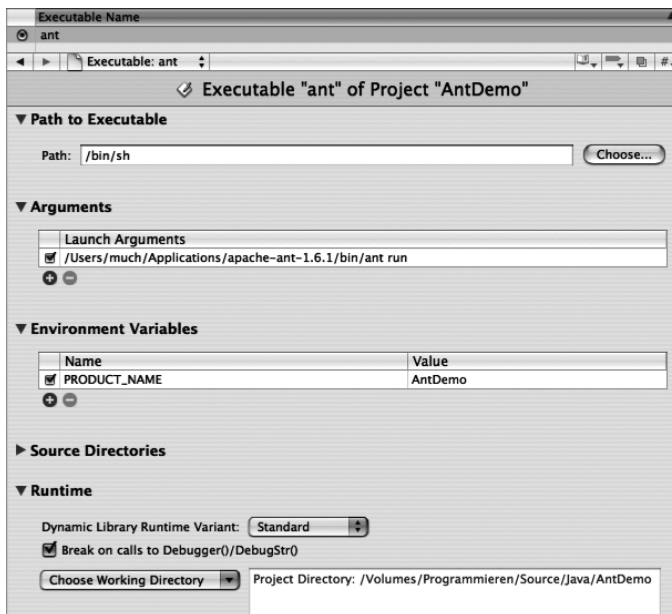 Executable Name
ant
Executable: ant
#
Executable "ant" of Project "AntDemo"
Path to Executable
Path: /bin/sh Choose...
Arguments
Launch Arguments
/Users/much/Applications/apache-ant-1.6.1/bin/ant run
Environment Variables
Name Value
PRODUCT_NAME AntDemo
Source Directories
Runtime
Dynamic Library Runtime Variant: Standard
Break on calls to Debugger()/DebugStr()
Choose Working Directory Project Directory: /Volumes/Programmieren/Source/Java/AntDemo